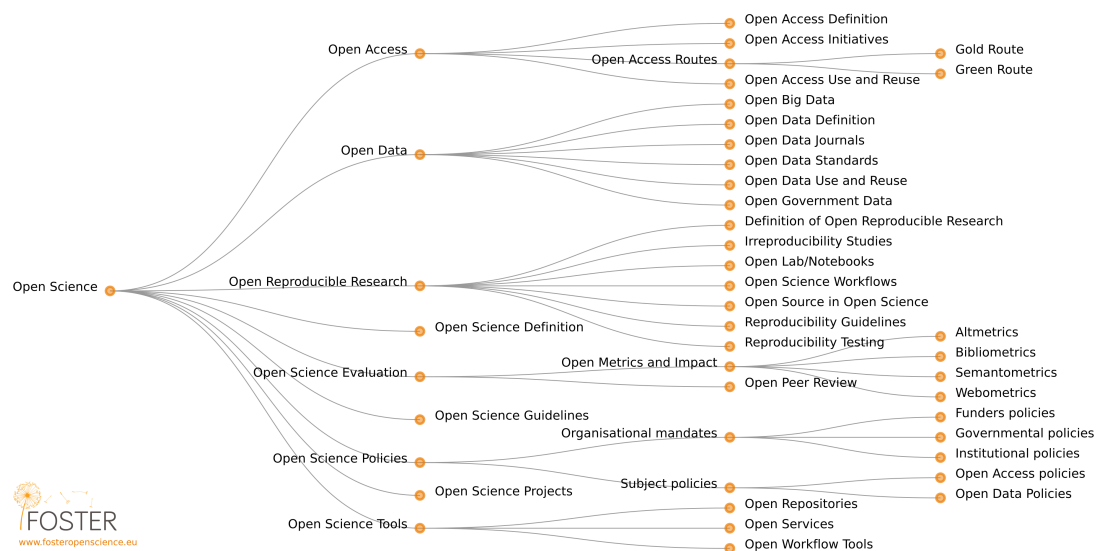 Open Science
Open Access
Open Access Definition
Open Access Initiatives
Open Access Routes
Gold Route
Green Route
Open Access Use and Reuse
Open Data
Open Big Data
Open Data Definition
Open Data Journals
Open Data Standards
Open Data Use and Reuse
Open Government Data
Open Reproducible Research
Definition of Open Reproducible Research
Irreproducibility Studies
Open Lab/Notebooks
Open Science Workflows
Open Source in Open Science
Reproducibility Guidelines
Reproducibility Testing
Open Science Definition
Open Science Evaluation
Open Metrics and Impact
Altmetrics
Bibliometrics
Semantometrics
Webometrics
Open Peer Review
Open Science Guidelines
Open Science Policies
Organisational mandates
Funders policies
Governmental policies
Institutional policies
Subject policies
Open Access policies
Open Data Policies
Open Science Projects
Open Science Tools
Open Repositories
Open Services
Open Workflow Tools
FOSTER
www.fosteropenscience.eu